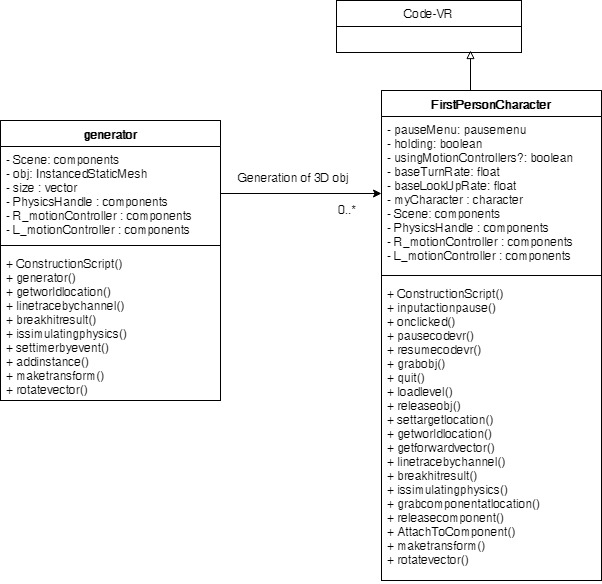 Code-VR
generator
- Scene: components
- obj: InstancedStaticMesh
- size : vector
- PhysicsHandle : components
- R_motionController : components
- L_motionController : components
+ ConstructionScript()
+ generator()
+ getworldlocation()
+ linetracebychannel()
+ breakhitresult()
+ issimulatingphysics()
+ settimerbyevent()
+ addinstance()
+ maketransform()
+ rotatevector()
Generation of 3D obj
0..*
FirstPersonCharacter
- pauseMenu: pausemenu
- holding: boolean
- usingMotionControllers?: boolean
- baseTurnRate: float
- baseLookUpRate: float
- myCharacter : character
- Scene: components
- PhysicsHandle : components
- R_motionController : components
- L_motionController : components
+ ConstructionScript()
+ inputactionpause()
+ onclicked()
+ pausecodevr()
+ resumecodevr()
+ grabobj()
+ quit()
+ loadlevel()
+ releaseobj()
+ settargetlocation()
+ getworldlocation()
+ getforwardvector()
+ linetracebychannel()
+ breakhitresult()
+ issimulatingphysics()
+ grabcomponentatlocation()
+ releasecomponent()
+ AttachToComponent()
+ maketransform()
+ rotatevector()